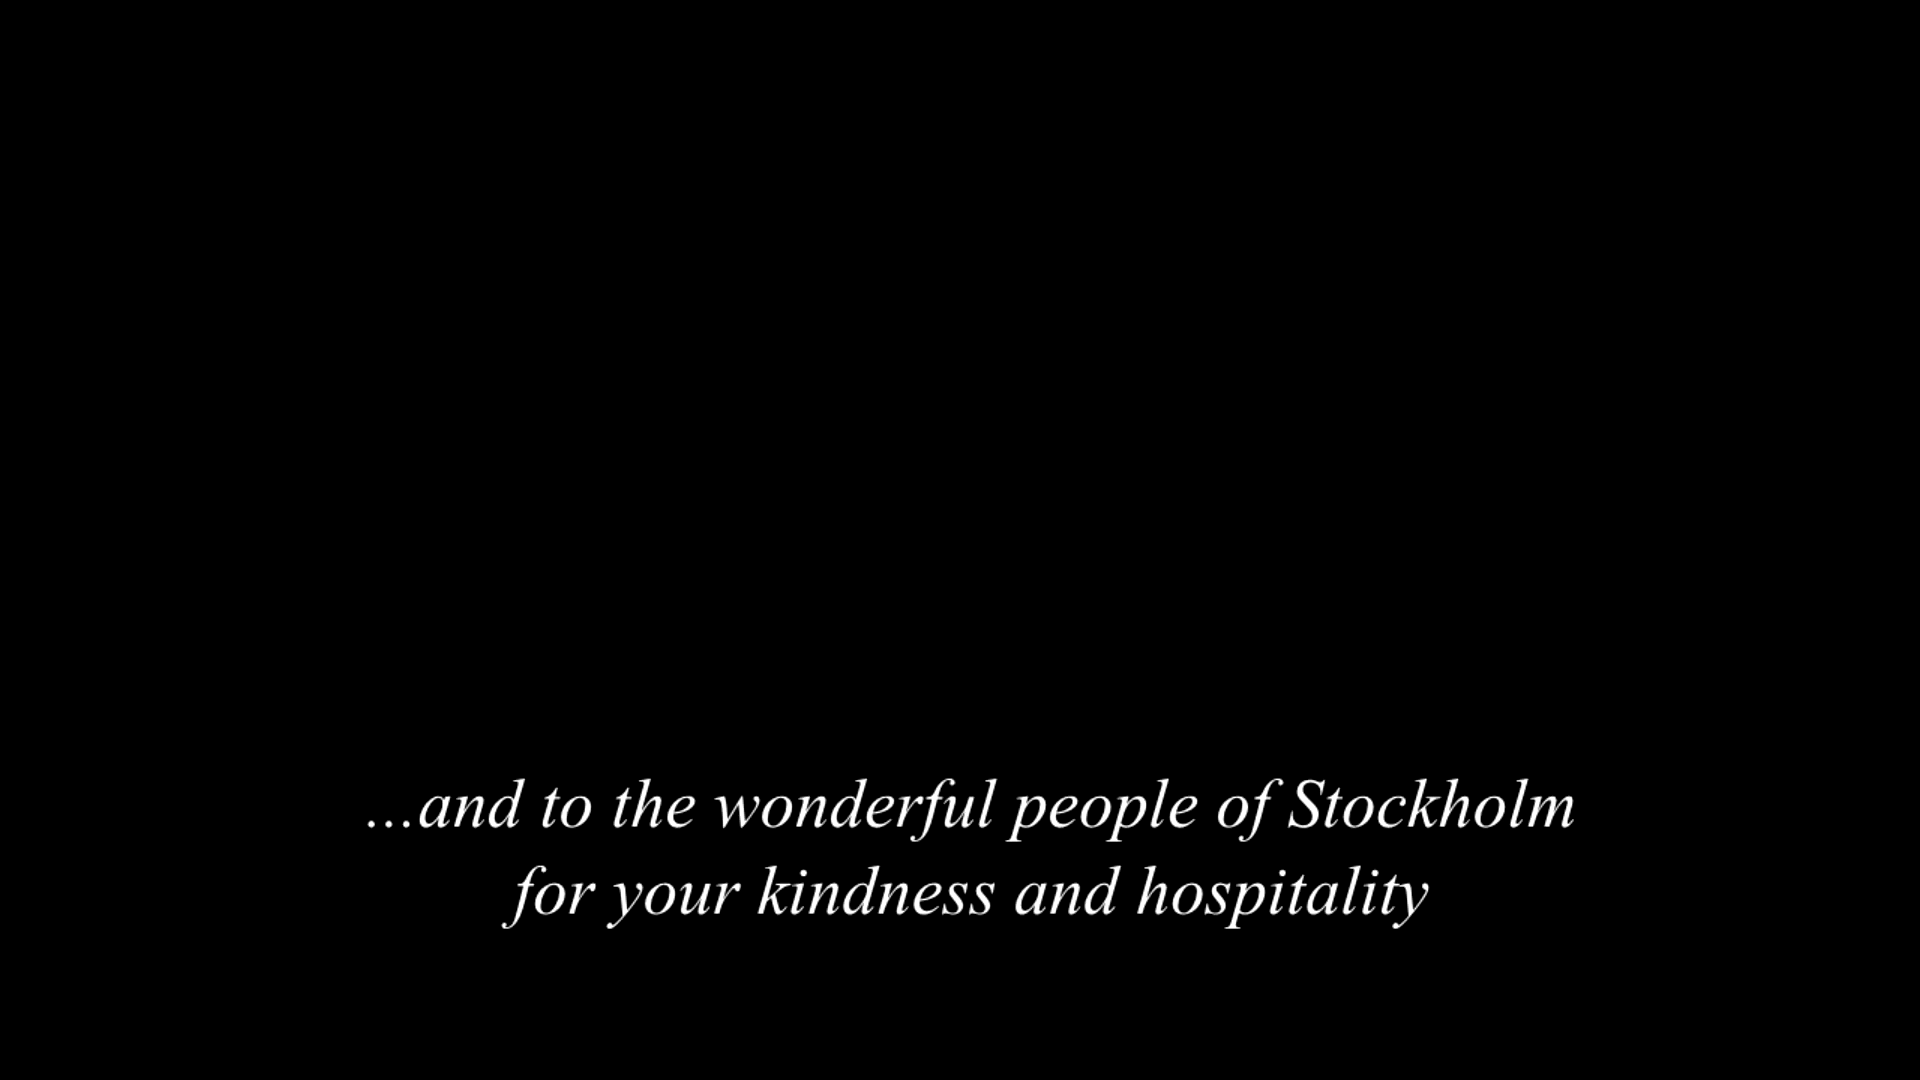 ...and to the wonderful people of Stockholm
for your kindness and hospitality